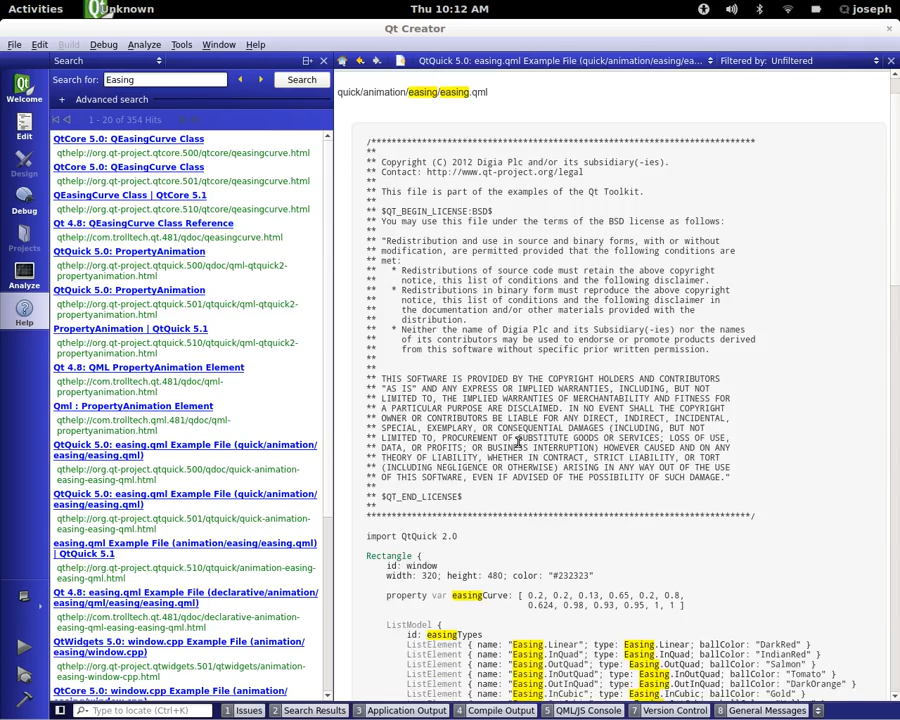 Activities
Unknown
Thu 10:12 AM
joseph
Qt Creator
File Edit Build Debug Analyze Tools Window Help
Search
QtQuick 5.0: easing.qml Example File (quick/animation/easing/ea...
Filtered by: Unfiltered
Welcome
Edit
Design
Debug
Projects
Analyze
Help
Search for: Easing Search
+ Advanced search
1 - 20 of 354 Hits
QtCore 5.0: QEasingCurve Class
qthelp://org.qt-project.qtcore.500/qtcore/qeasingcurve.html
QtCore 5.0: QEasingCurve Class
qthelp://org.qt-project.qtcore.501/qtcore/qeasingcurve.html
QEasingCurve Class | QtCore 5.1
qthelp://org.qt-project.qtcore.510/qtcore/qeasingcurve.html
Qt 4.8: QEasingCurve Class Reference
qthelp://com.trolltech.qt.481/qdoc/qeasingcurve.html
QtQuick 5.0: PropertyAnimation
qthelp://org.qt-project.qtquick.500/qdoc/qml-qtquick2-
propertyanimation.html
QtQuick 5.0: PropertyAnimation
qthelp://org.qt-project.qtquick.501/qtquick/qml-qtquick2-
propertyanimation.html
PropertyAnimation | QtQuick 5.1
qthelp://org.qt-project.qtquick.510/qtquick/qml-qtquick2-
propertyanimation.html
Qt 4.8: QML PropertyAnimation Element
qthelp://com.trolltech.qt.481/qdoc/qml-
propertyanimation.html
Qml : PropertyAnimation Element
qthelp://com.trolltech.qml.480/qdoc/qml-
propertyanimation.html
QtQuick 5.0: easing.qml Example File (quick/animation/
easing/easing.qml)
qthelp://org.qt-project.qtquick.500/qdoc/quick-animation-
easing-easing-qml.html
QtQuick 5.0: easing.qml Example File (quick/animation/
easing/easing.qml)
qthelp://org.qt-project.qtquick.501/qtquick/quick-animation-
easing-easing-qml.html
easing.qml Example File (animation/easing/easing.qml)
| QtQuick 5.1
qthelp://org.qt-project.qtquick.510/qtquick/animation-easing-
easing-qml.html
Qt 4.8: easing.qml Example File (declarative/animation/
easing/qml/easing/easing.qml)
qthelp://com.trolltech.qt.481/qdoc/declarative-animation-
easing-qml-easing-easing-qml.html
QtWidgets 5.0: window.cpp Example File (animation/
easing/window.cpp)
qthelp://org.qt-project.qtwidgets.501/qtwidgets/animation-
easing-window-cpp.html
QtCore 5.0: window.cpp Example File (animation/
quick/animation/easing/easing.qml
/***************************************************************************
**
** Copyright (C) 2012 Digia Plc and/or its subsidiary(-ies).
** Contact: http://www.qt-project.org/legal
**
** This file is part of the examples of the Qt Toolkit.
**
** $QT_BEGIN_LICENSE:BSD$
** You may use this file under the terms of the BSD license as follows:
**
** "Redistribution and use in source and binary forms, with or without
** modification, are permitted provided that the following conditions are
** met:
** * Redistributions of source code must retain the above copyright
** notice, this list of conditions and the following disclaimer.
** * Redistributions in binary form must reproduce the above copyright
** notice, this list of conditions and the following disclaimer in
** the documentation and/or other materials provided with the
** distribution.
** * Neither the name of Digia Plc and its Subsidiary(-ies) nor the names
** of its contributors may be used to endorse or promote products derived
** from this software without specific prior written permission.
**
**
** THIS SOFTWARE IS PROVIDED BY THE COPYRIGHT HOLDERS AND CONTRIBUTORS
** "AS IS" AND ANY EXPRESS OR IMPLIED WARRANTIES, INCLUDING, BUT NOT
** LIMITED TO, THE IMPLIED WARRANTIES OF MERCHANTABILITY AND FITNESS FOR
** A PARTICULAR PURPOSE ARE DISCLAIMED. IN NO EVENT SHALL THE COPYRIGHT
** OWNER OR CONTRIBUTORS BE LIABLE FOR ANY DIRECT, INDIRECT, INCIDENTAL,
** SPECIAL, EXEMPLARY, OR CONSEQUENTIAL DAMAGES (INCLUDING, BUT NOT
** LIMITED TO, PROCUREMENT OF SUBSTITUTE GOODS OR SERVICES; LOSS OF USE,
** DATA, OR PROFITS; OR BUSINESS INTERRUPTION) HOWEVER CAUSED AND ON ANY
** THEORY OF LIABILITY, WHETHER IN CONTRACT, STRICT LIABILITY, OR TORT
** (INCLUDING NEGLIGENCE OR OTHERWISE) ARISING IN ANY WAY OUT OF THE USE
** OF THIS SOFTWARE, EVEN IF ADVISED OF THE POSSIBILITY OF SUCH DAMAGE."
**
** $QT_END_LICENSE$
**
***************************************************************************/
import QtQuick 2.0
Rectangle {
id: window
width: 320; height: 480; color: "#232323"
property var easingCurve: [ 0.2, 0.2, 0.13, 0.65, 0.2, 0.8,
0.624, 0.98, 0.93, 0.95, 1, 1 ]
ListModel {
id: easingTypes
ListElement { name: "Easing.Linear"; type: Easing.Linear; ballColor: "DarkRed" }
ListElement { name: "Easing.InQuad"; type: Easing.InQuad; ballColor: "IndianRed" }
ListElement { name: "Easing.OutQuad"; type: Easing.OutQuad; ballColor: "Salmon" }
ListElement { name: "Easing.InOutQuad"; type: Easing.InOutQuad; ballColor: "Tomato" }
ListElement { name: "Easing.OutInQuad"; type: Easing.OutInQuad; ballColor: "DarkOrange" }
ListElement { name: "Easing.InCubic"; type: Easing.InCubic; ballColor: "Gold" }
Type to locate (Ctrl+K)
1 Issues 2 Search Results 3 Application Output 4 Compile Output 5 QML/JS Console 7 Version Control 8 General Messages